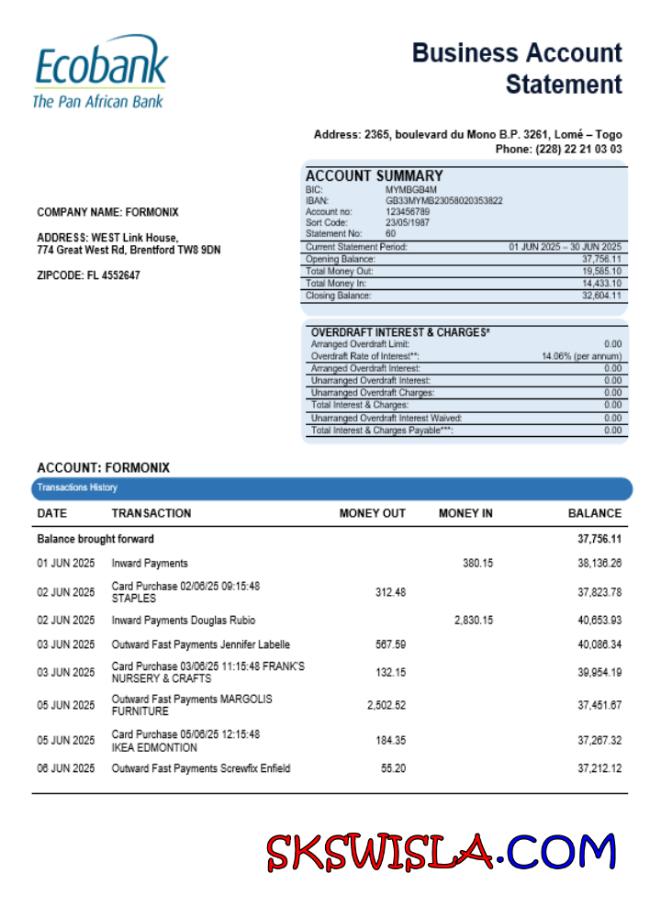 Ecobank
The Pan African Bank
Business Account
Statement
Address: 2365, boulevard du Mono B.P. 3261, Lomé – Togo
Phone: (228) 22 21 03 03
COMPANY NAME: FORMONIX
ADDRESS: WEST Link House,
774 Great West Rd, Brentford TW8 9DN
ZIPCODE: FL 4552647
ACCOUNT SUMMARY
BIC: MYMBGB4M
IBAN: GB33MYMB23058020353822
Account no: 123456789
Sort Code: 23/05/1987
Statement No: 60
Current Statement Period: 01 JUN 2025 – 30 JUN 2025
Opening Balance: 37,756.11
Total Money Out: 19,585.10
Total Money In: 14,433.10
Closing Balance: 32,604.11
OVERDRAFT INTEREST & CHARGES*
Arranged Overdraft Limit: 0.00
Overdraft Rate of Interest**: 14.06% (per annum)
Arranged Overdraft Interest: 0.00
Unarranged Overdraft Interest: 0.00
Unarranged Overdraft Charges: 0.00
Total Interest & Charges: 0.00
Unarranged Overdraft Interest Waived: 0.00
Total Interest & Charges Payable***: 0.00
ACCOUNT: FORMONIX
Transactions History
DATE TRANSACTION MONEY OUT MONEY IN BALANCE
Balance brought forward 37,756.11
01 JUN 2025 Inward Payments 380.15 38,136.26
02 JUN 2025 Card Purchase 02/06/25 09:15:48
STAPLES 312.48 37,823.78
02 JUN 2025 Inward Payments Douglas Rubio 2,830.15 40,653.93
03 JUN 2025 Outward Fast Payments Jennifer Labelle 567.59 40,086.34
03 JUN 2025 Card Purchase 03/06/25 11:15:48 FRANK'S
NURSERY & CRAFTS 132.15 39,954.19
05 JUN 2025 Outward Fast Payments MARGOLIS
FURNITURE 2,502.52 37,451.67
05 JUN 2025 Card Purchase 05/06/25 12:15:48
IKEA EDMONTION 184.35 37,267.32
06 JUN 2025 Outward Fast Payments Screwfix Enfield 55.20 37,212.12
SKSWISLA.COM